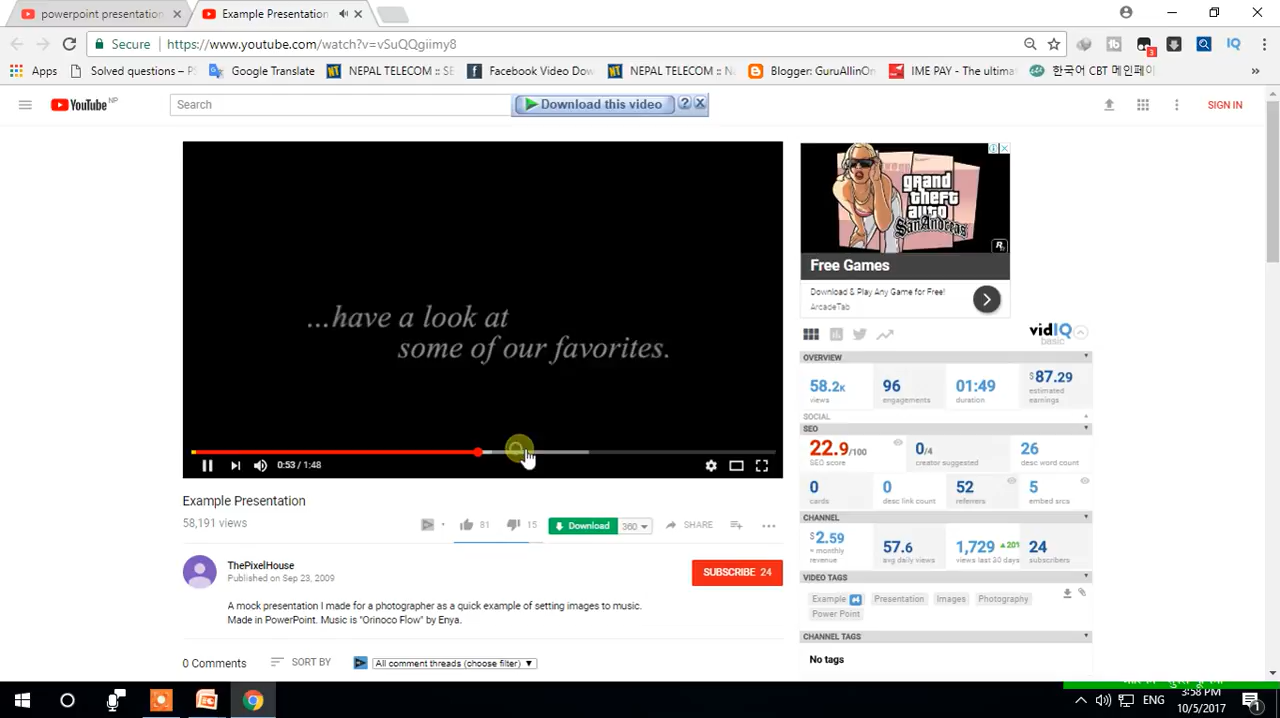 powerpoint presentation
Example Presentation
Secure
https://www.youtube.com/watch?v=vSuQQgiimy8
Apps
Solved questions – PS
Google Translate
NEPAL TELECOM :: SE
Facebook Video Dow
NEPAL TELECOM ::
Blogger: GuruAllinOn
IME PAY - The ultima
한국어 CBT 메인페이
YouTube NP
Search
Download this video
SIGN IN
...have a look at
some of our favorites.
0:53 / 1:48
grand
theft
auto
San Andreas
Free Games
Download & Play Any Game for Free!
ArcadeTab
vidIQ
basic
OVERVIEW
58.2K
views
96
engagements
01:49
duration
$87.29
estimated
earnings
SOCIAL
SEO
22.9/100
SEO score
0/4
creator suggested
26
desc word count
0
cards
0
desc link count
52
referrers
5
embed srcs
CHANNEL
$2.59
≈ monthly
revenue
57.6
avg daily views
1,729 ▲201
views last 30 days
24
subscribers
VIDEO TAGS
Example #4
Presentation
Images
Photography
Power Point
CHANNEL TAGS
No tags
Example Presentation
58,191 views
81
15
Download
360
SHARE
ThePixelHouse
Published on Sep 23, 2009
SUBSCRIBE 24
A mock presentation I made for a photographer as a quick example of setting images to music.
Made in PowerPoint. Music is "Orinoco Flow" by Enya.
0 Comments
SORT BY
All comment threads (choose filter) ▼
ENG
3:58 PM
10/5/2017